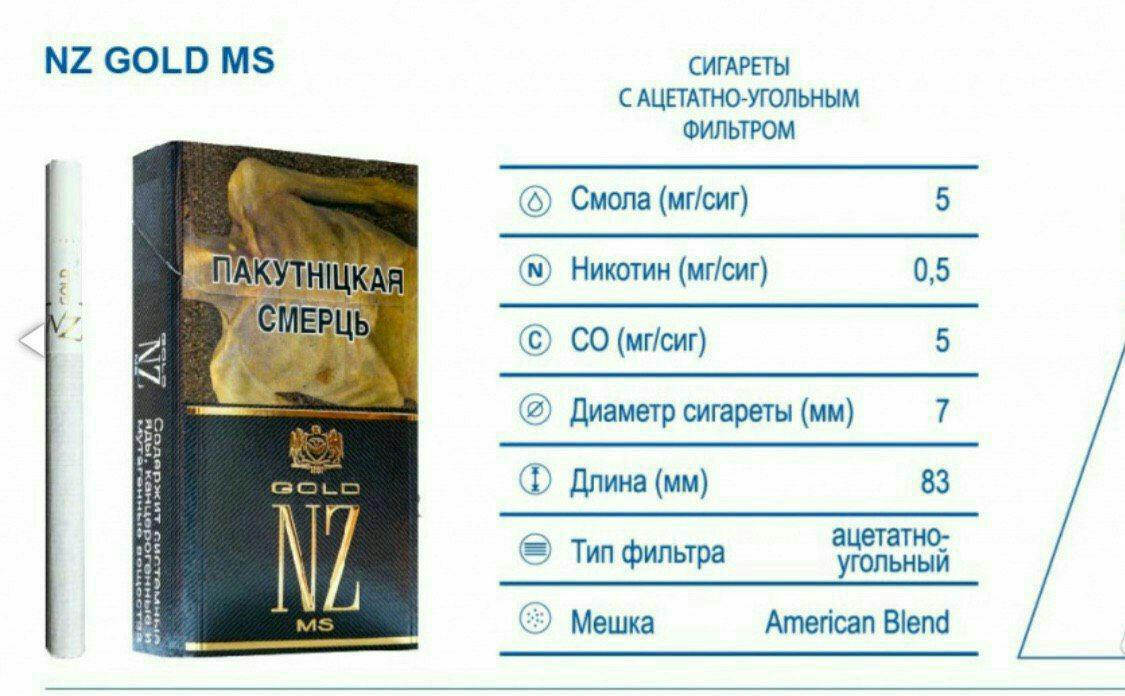 NZ GOLD MS
СИГАРЕТЫ
С АЦЕТАТНО-УГОЛЬНЫМ
ФИЛЬТРОМ
GOLD
NZ
ПАКУТНІЦКАЯ
СМЕРЦЬ
GOLD
NZ
MS
GOLD
NZ
Содержит системные
яды, канцерогенные и
мутагенные вещества
Смола (мг/сиг) 5
Никотин (мг/сиг) 0,5
СО (мг/сиг) 5
Диаметр сигареты (мм) 7
Длина (мм) 83
Тип фильтра ацетатно-
угольный
Мешка American Blend